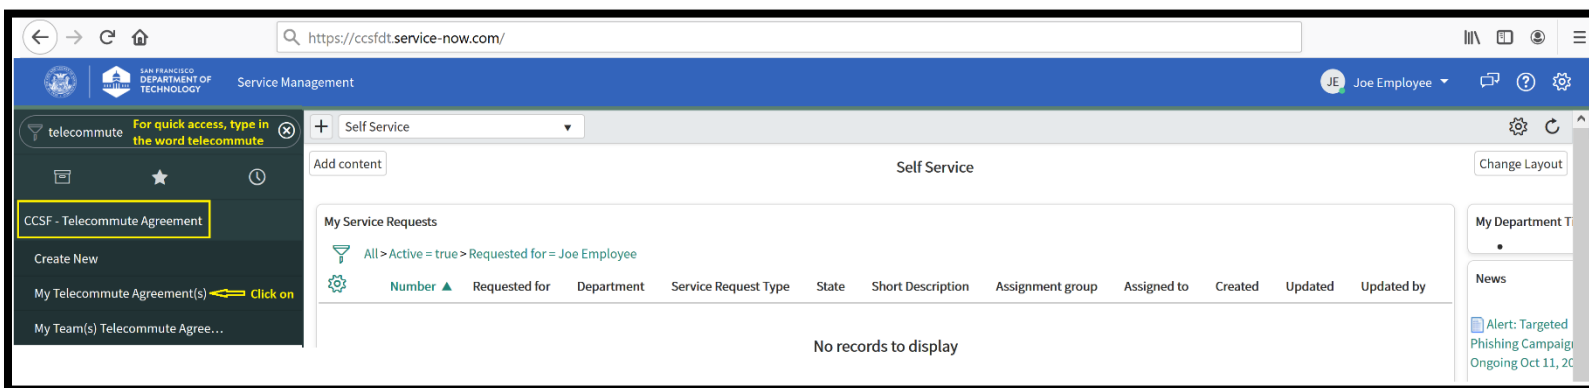 https://ccsfdt.service-now.com/
SAN FRANCISCO
DEPARTMENT OF
TECHNOLOGY
Service Management
JE Joe Employee
telecommute
For quick access, type in
the word telecommute
Self Service
Add content
Self Service
Change Layout
CCSF - Telecommute Agreement
Create New
My Telecommute Agreement(s)
Click on
My Team(s) Telecommute Agree...
My Service Requests
All > Active = true > Requested for = Joe Employee
Number ▲ Requested for Department Service Request Type State Short Description Assignment group Assigned to Created Updated Updated by
No records to display
My Department T
News
Alert: Targeted
Phishing Campaig
Ongoing Oct 11, 20